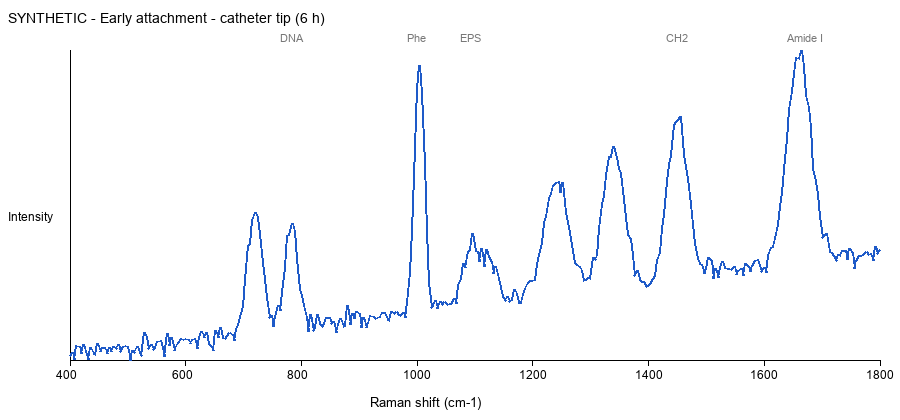 SYNTHETIC - Early attachment - catheter tip (6 h)
DNA Phe EPS CH2 Amide I
Intensity
400 600 800 1000 1200 1400 1600 1800
Raman shift (cm-1)